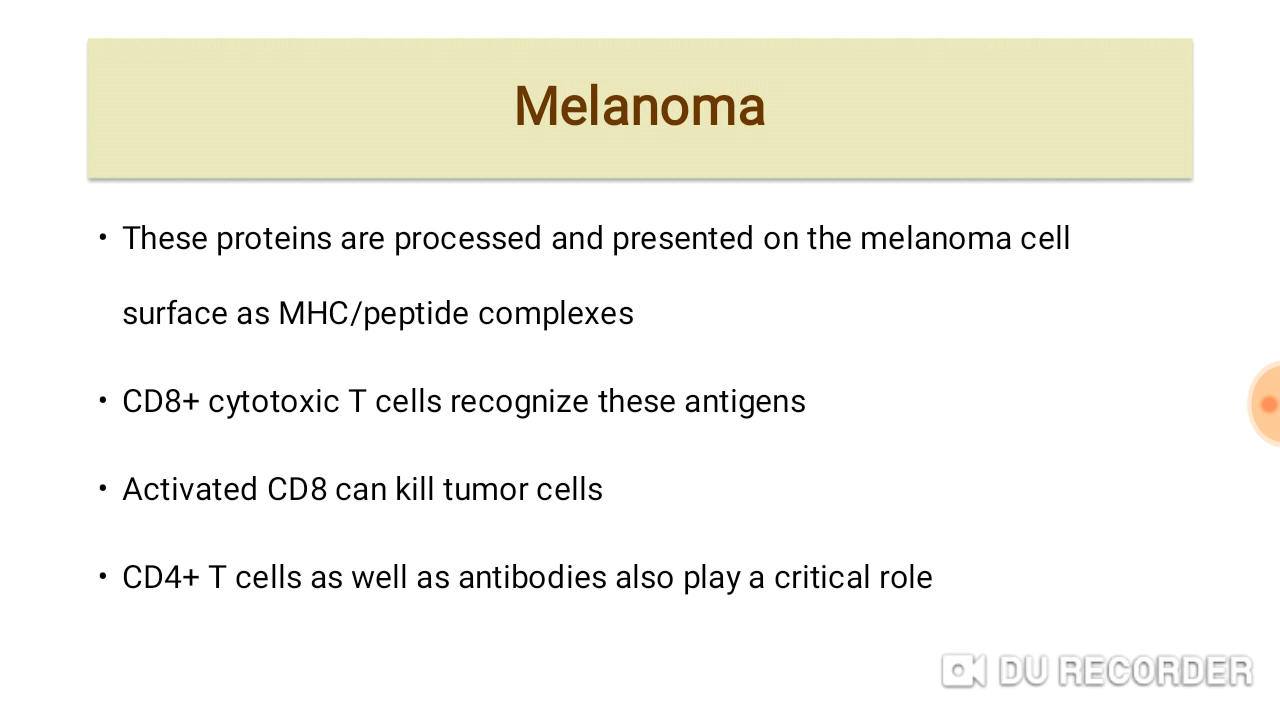 Melanoma
• These proteins are processed and presented on the melanoma cell
surface as MHC/peptide complexes
• CD8+ cytotoxic T cells recognize these antigens
• Activated CD8 can kill tumor cells
• CD4+ T cells as well as antibodies also play a critical role
DU RECORDER